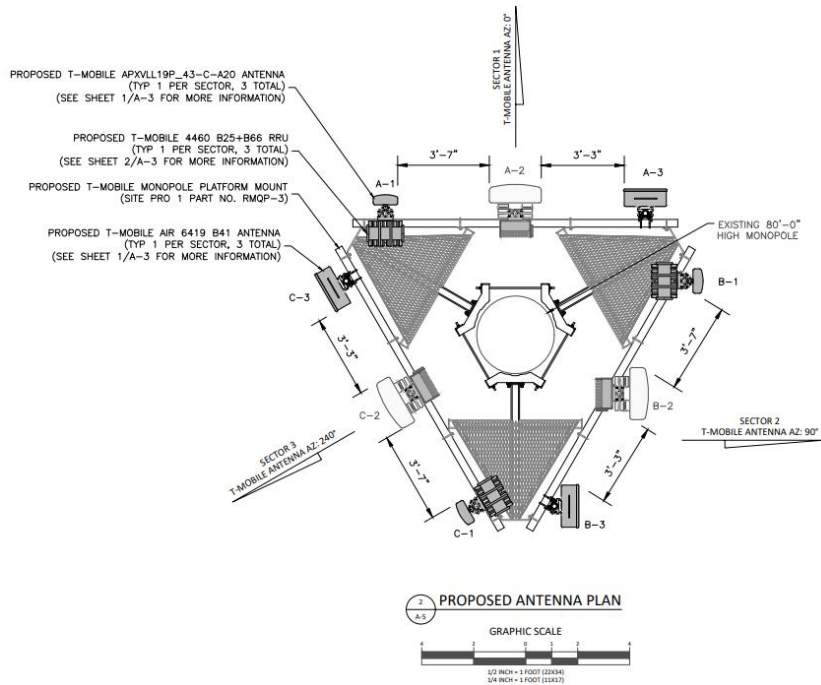 SECTOR 1
T-MOBILE ANTENNA AZ: 0°
PROPOSED T-MOBILE APXVLL19P_43-C-A20 ANTENNA
(TYP 1 PER SECTOR, 3 TOTAL)
(SEE SHEET 1/A-3 FOR MORE INFORMATION)
PROPOSED T-MOBILE 4460 B25+B66 RRU
(TYP 1 PER SECTOR, 3 TOTAL)
(SEE SHEET 2/A-3 FOR MORE INFORMATION)
PROPOSED T-MOBILE MONOPOLE PLATFORM MOUNT
(SITE PRO 1 PART NO. RMQP-3)
PROPOSED T-MOBILE AIR 6419 B41 ANTENNA
(TYP 1 PER SECTOR, 3 TOTAL)
(SEE SHEET 1/A-3 FOR MORE INFORMATION)
3'-7"
3'-3"
A-1
A-2
A-3
EXISTING 80'-0"
HIGH MONOPOLE
C-3
B-1
3'-3"
3'-7"
C-2
B-2
SECTOR 3
T-MOBILE ANTENNA AZ: 240°
SECTOR 2
T-MOBILE ANTENNA AZ: 90°
3'-7"
3'-3"
C-1
B-3
2
A-5
PROPOSED ANTENNA PLAN
GRAPHIC SCALE
4 2 0 1 2 4
1/2 INCH = 1 FOOT (22X34)
1/4 INCH = 1 FOOT (11X17)